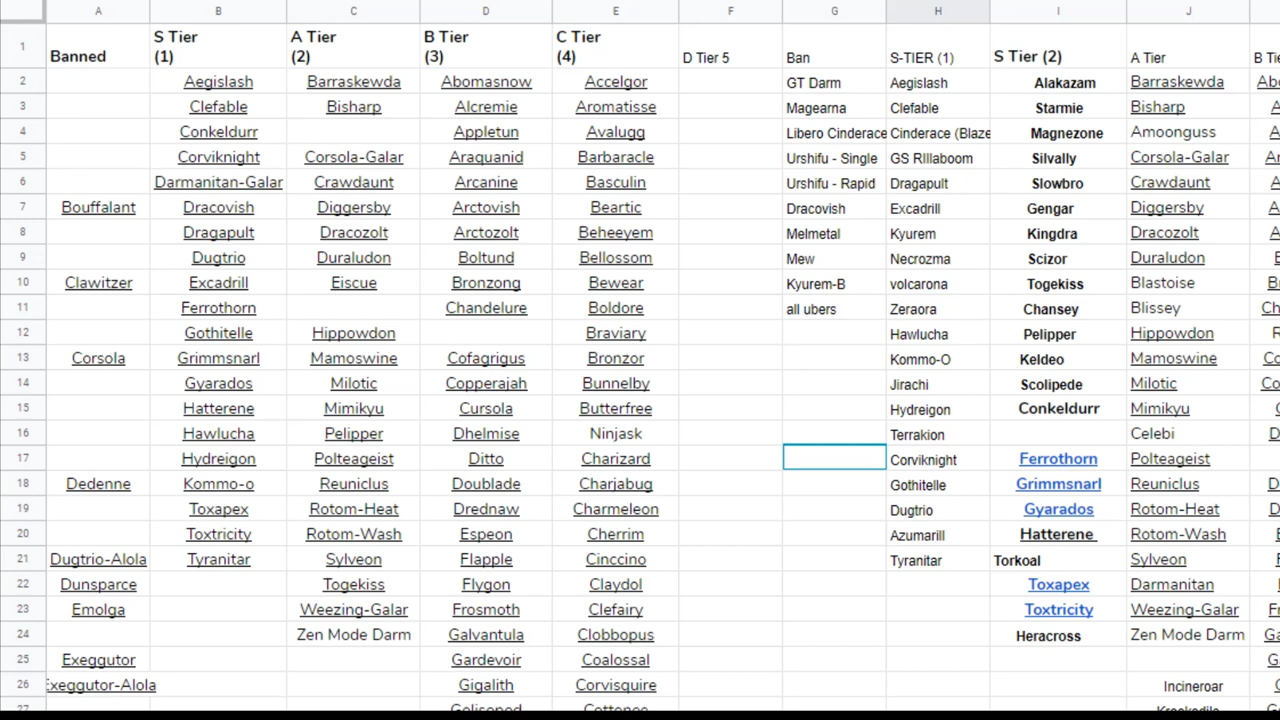 A B C D E F G H I J
1 Banned S Tier (1) A Tier (2) B Tier (3) C Tier (4) D Tier 5 Ban S-TIER (1) S Tier (2) A Tier B Tie
2 Aegislash Barraskewda Abomasnow Accelgor GT Darm Aegislash Alakazam Barraskewda Abo
3 Clefable Bisharp Alcremie Aromatisse Magearna Clefable Starmie Bisharp A
4 Conkeldurr Appletun Avalugg Libero Cinderace Cinderace (Blaze Magnezone Amoonguss
5 Corviknight Corsola-Galar Araquanid Barbaracle Urshifu - Single GS RIllaboom Silvally Corsola-Galar Ar
6 Darmanitan-Galar Crawdaunt Arcanine Basculin Urshifu - Rapid Dragapult Slowbro Crawdaunt A
7 Bouffalant Dracovish Diggersby Arctovish Beartic Dracovish Excadrill Gengar Diggersby A
8 Dragapult Dracozolt Arctozolt Beheeyem Melmetal Kyurem Kingdra Dracozolt A
9 Dugtrio Duraludon Boltund Bellossom Mew Necrozma Scizor Duraludon
10 Clawitzer Excadrill Eiscue Bronzong Bewear Kyurem-B volcarona Togekiss Blastoise B
11 Ferrothorn Chandelure Boldore all ubers Zeraora Chansey Blissey Ch
12 Gothitelle Hippowdon Braviary Hawlucha Pelipper Hippowdon R
13 Corsola Grimmsnarl Mamoswine Cofagrigus Bronzor Kommo-O Keldeo Mamoswine Co
14 Gyarados Milotic Copperajah Bunnelby Jirachi Scolipede Milotic Co
15 Hatterene Mimikyu Cursola Butterfree Hydreigon Conkeldurr Mimikyu C
16 Hawlucha Pelipper Dhelmise Ninjask Terrakion Celebi D
17 Hydreigon Polteageist Ditto Charizard Corviknight Ferrothorn Polteageist
18 Dedenne Kommo-o Reuniclus Doublade Charjabug Gothitelle Grimmsnarl Reuniclus D
19 Toxapex Rotom-Heat Drednaw Charmeleon Dugtrio Gyarados Rotom-Heat D
20 Toxtricity Rotom-Wash Espeon Cherrim Azumarill Hatterene Rotom-Wash E
21 Dugtrio-Alola Tyranitar Sylveon Flapple Cinccino Tyranitar Torkoal Sylveon F
22 Dunsparce Togekiss Flygon Claydol Toxapex Darmanitan
23 Emolga Weezing-Galar Frosmoth Clefairy Toxtricity Weezing-Galar F
24 Zen Mode Darm Galvantula Clobbopus Heracross Zen Mode Darm Ga
25 Exeggutor Gardevoir Coalossal G
26 Exeggutor-Alola Gigalith Corvisquire Incineroar G